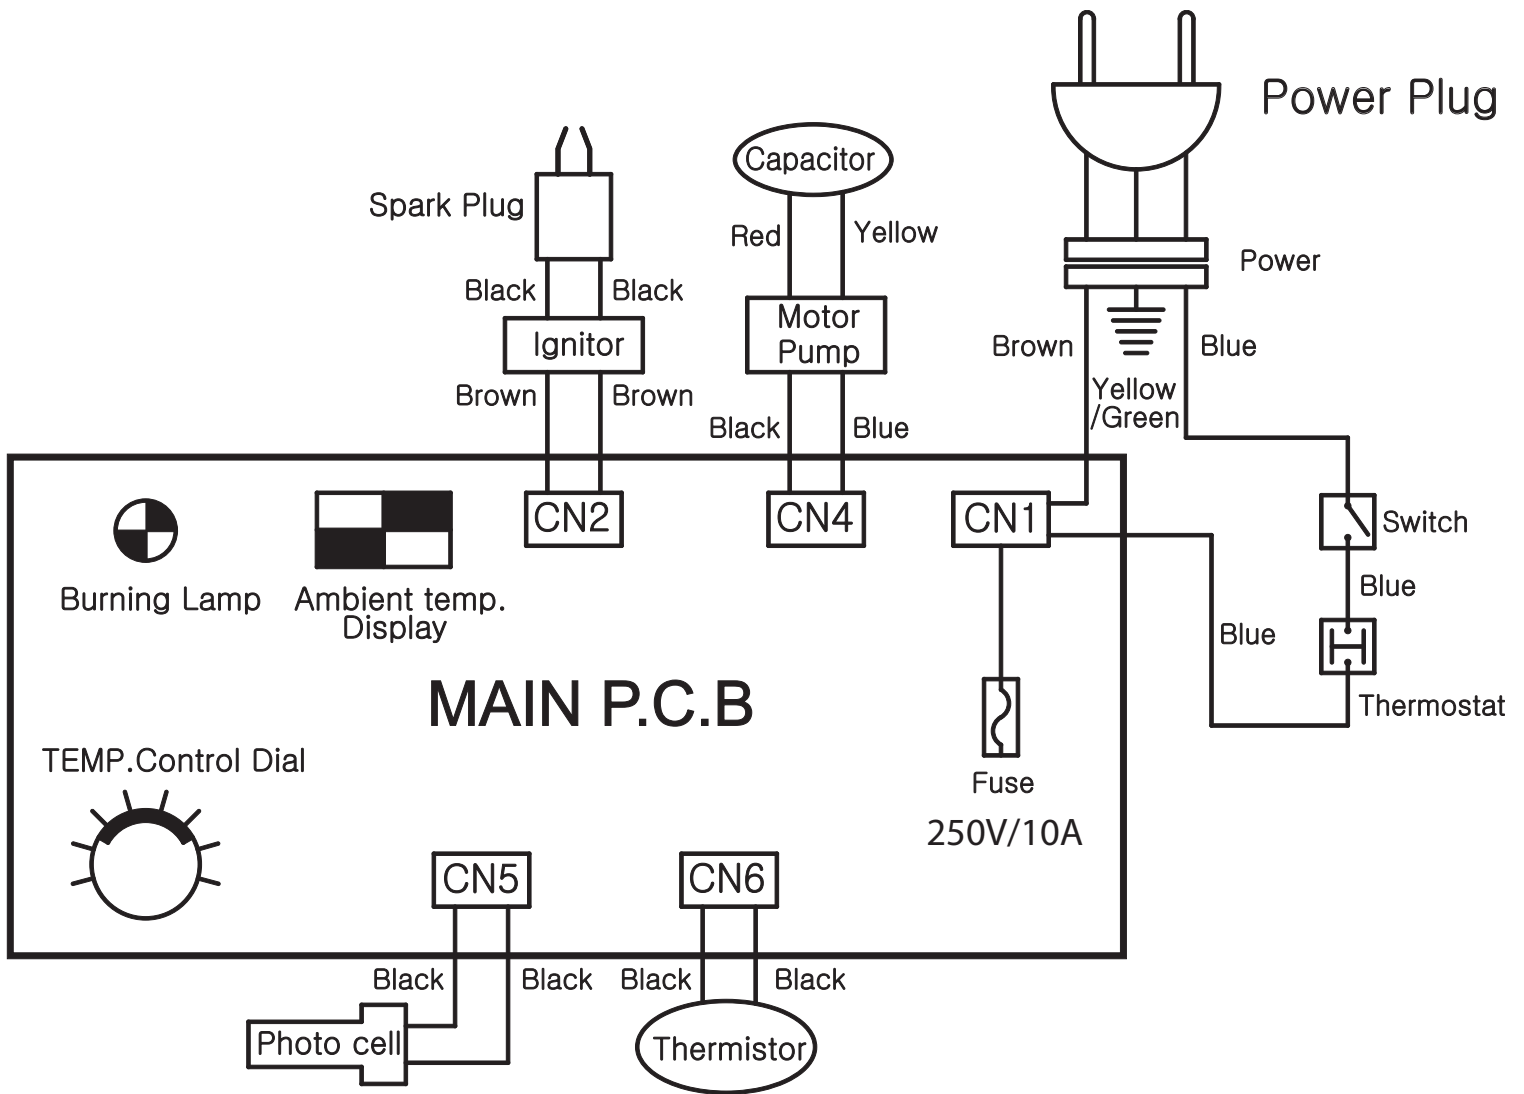 Power Plug
Capacitor
Spark Plug
Red
Yellow
Power
Black
Black
Motor
Pump
Ignitor
Brown
Blue
Brown
Brown
Yellow
/Green
Black
Blue
CN2
CN4
CN1
Switch
Blue
Burning Lamp
Ambient temp.
Display
Blue
MAIN P.C.B
Thermostat
TEMP.Control Dial
Fuse
250V/10A
CN5
CN6
Black
Black
Black
Black
Photo cell
Thermistor